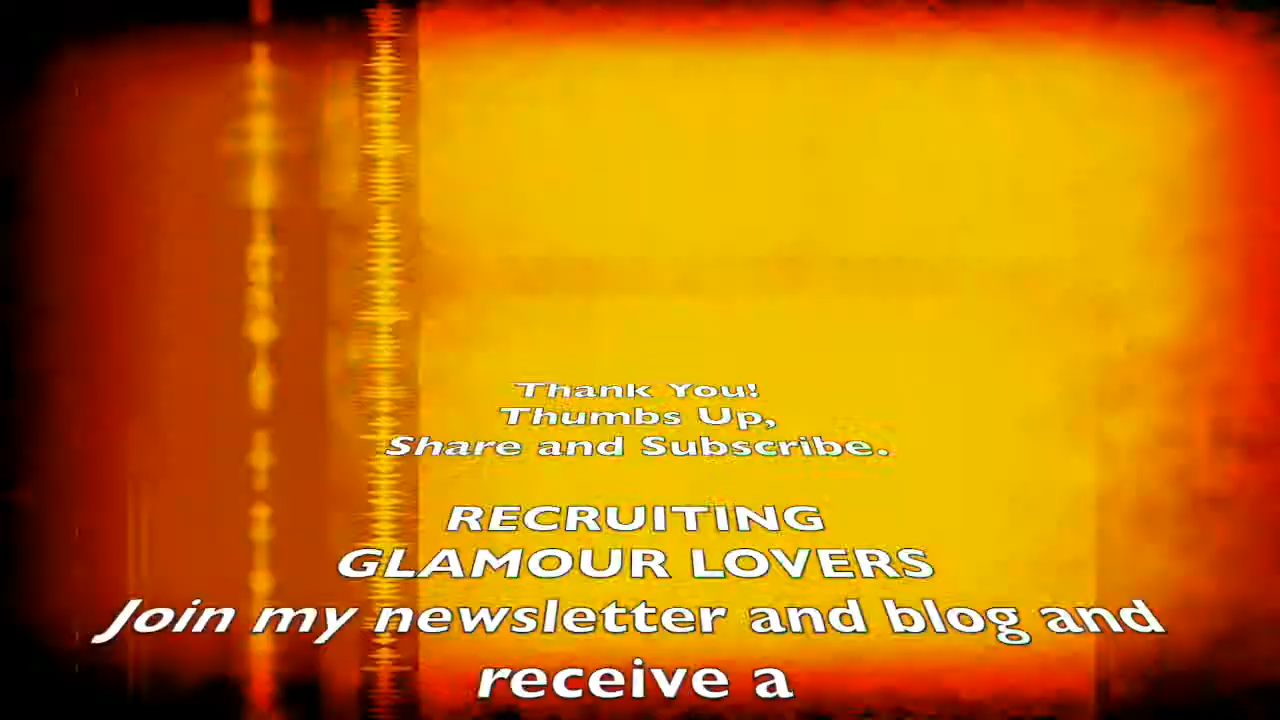 Thank You!
Thumbs Up,
Share and Subscribe.
RECRUITING
GLAMOUR LOVERS
Join my newsletter and blog and
receive a